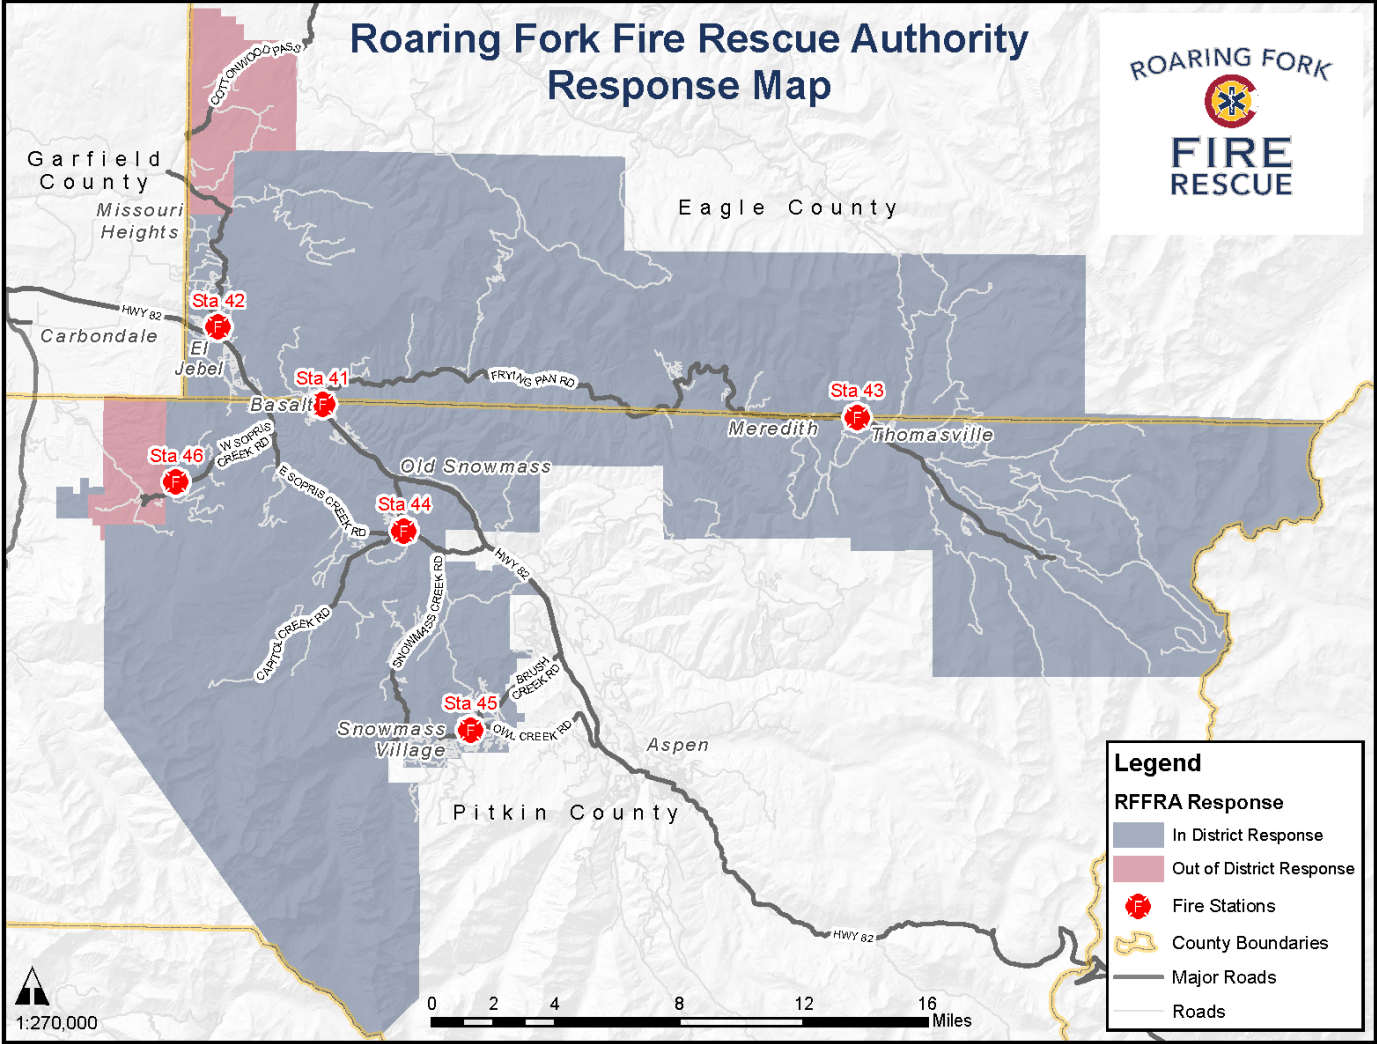 Roaring Fork Fire Rescue Authority
Response Map
ROARING FORK
FIRE
RESCUE
COTTONWOOD PASS
Garfield
County
Missouri
Heights
Eagle County
Sta 42
HWY 82
Carbondale
El
Jebel
Sta 41
FRYING PAN RD
Basalt
Sta 43
Meredith
Thomasville
W SOPRIS
CREEK RD
Sta 46
Old Snowmass
E SOPRIS CREEK RD
Sta 44
HWY 82
SNOWMASS CREEK RD
CAPITOL CREEK RD
BRUSH
CREEK RD
Sta 45
Snowmass
Village
OWL CREEK RD
Aspen
Pitkin County
HWY 82
Legend
RFFRA Response
In District Response
Out of District Response
F
Fire Stations
County Boundaries
Major Roads
Roads
1:270,000
0 2 4 8 12 16
Miles